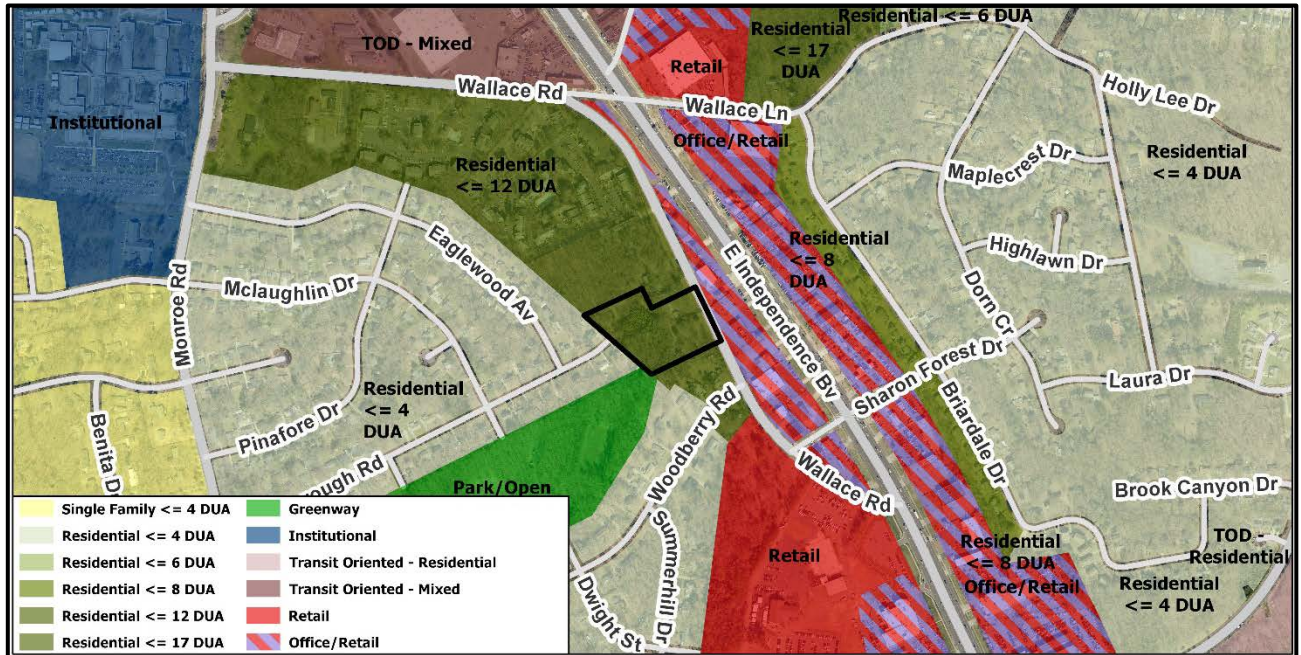 Residential <= 6 DUA
TOD - Mixed
Residential
<= 17
DUA
Retail
Wallace Rd
Wallace Ln
Holly Lee Dr
Institutional
Office/Retail
Residential
<= 12 DUA
Maplecrest Dr
Residential
<= 4 DUA
Eaglewood Av
Residential
<= 8
DUA
Highlawn Dr
Monroe Rd
Mclaughlin Dr
E Independence Bv
Dorn Cr
Sharon Forest Dr
Laura Dr
Residential
<= 4
DUA
Pinafore Dr
Benita Dr
Woodberry Rd
Briardale Dr
ough Rd
Wallace Rd
Park/Open
Brook Canyon Dr
Summerhill Dr
Retail
Residential
<= 8 DUA
Office/Retail
TOD -
Residential
Residential
<= 4 DUA
Dwight St
Single Family <= 4 DUA
Residential <= 4 DUA
Residential <= 6 DUA
Residential <= 8 DUA
Residential <= 12 DUA
Residential <= 17 DUA
Greenway
Institutional
Transit Oriented - Residential
Transit Oriented - Mixed
Retail
Office/Retail